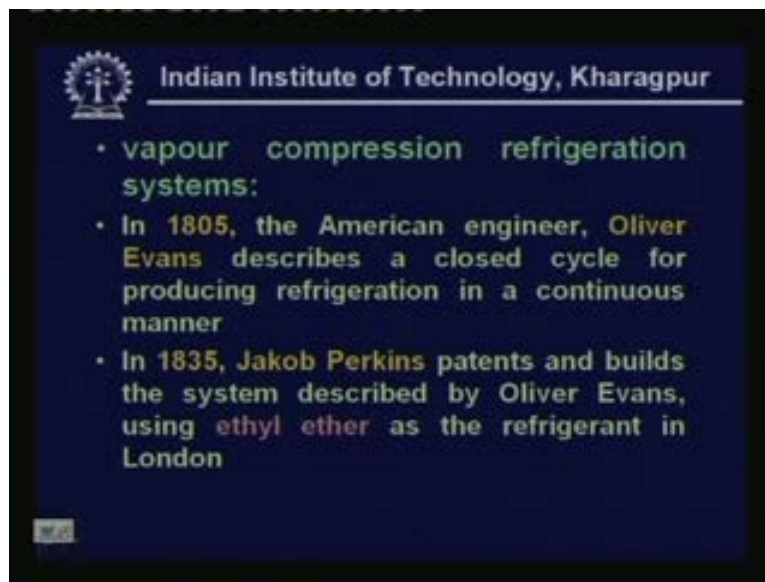 Indian Institute of Technology, Kharagpur
• vapour compression refrigeration
systems:
• In 1805, the American engineer, Oliver
Evans describes a closed cycle for
producing refrigeration in a continuous
manner
• In 1835, Jakob Perkins patents and builds
the system described by Oliver Evans,
using ethyl ether as the refrigerant in
London